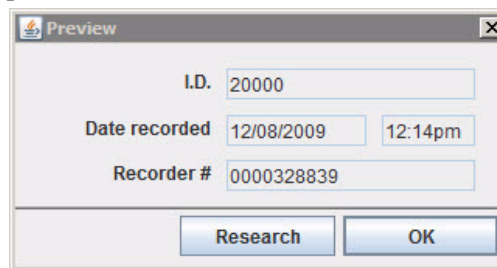 Preview
I.D. 20000
Date recorded 12/08/2009 12:14pm
Recorder # 0000328839
Research OK